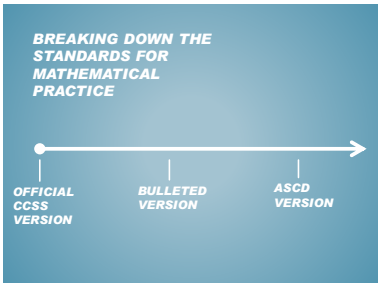 BREAKING DOWN THE
STANDARDS FOR
MATHEMATICAL
PRACTICE
OFFICIAL
CCSS
VERSION
BULLETED
VERSION
ASCD
VERSION